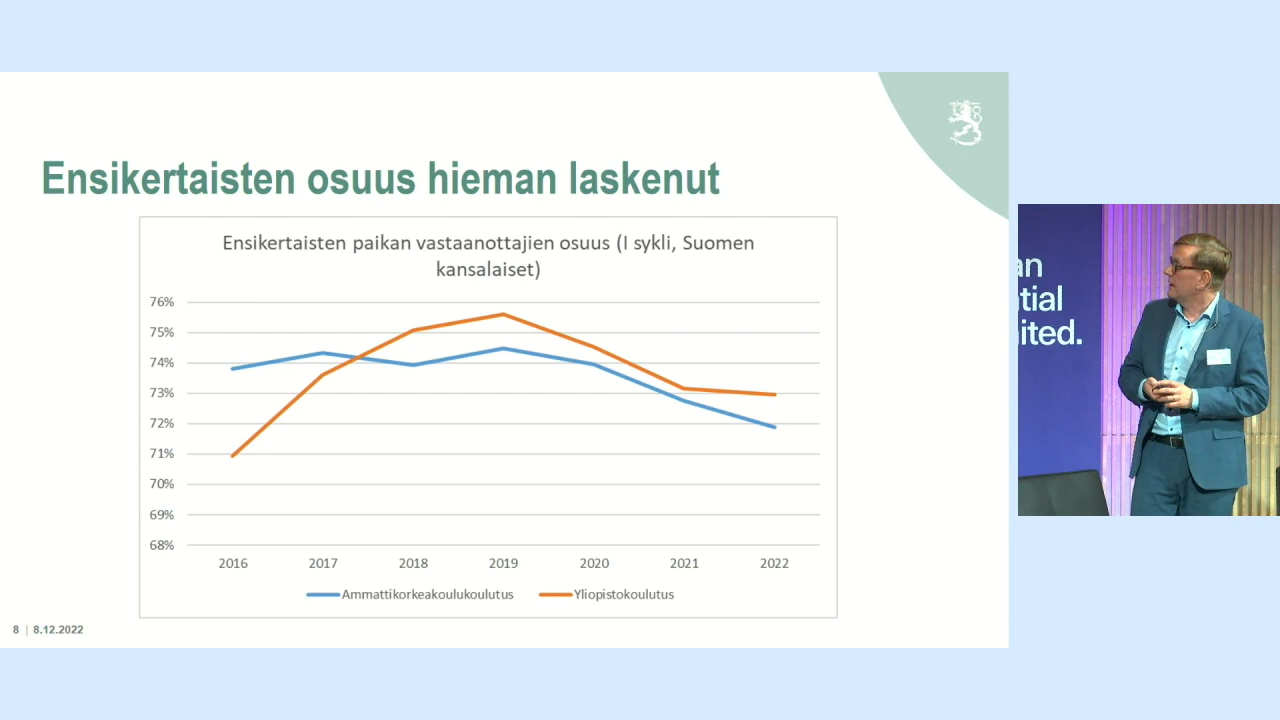 Ensikertaisten osuus hieman laskenut
Ensikertaisten paikan vastaanottajien osuus (I sykli, Suomen
kansalaiset)
76%
75%
74%
73%
72%
71%
70%
69%
68%
2016 2017 2018 2019 2020 2021 2022
Ammattikorkeakoulukoulutus Yliopistokoulutus
8 | 8.12.2022
an
tial
ited.